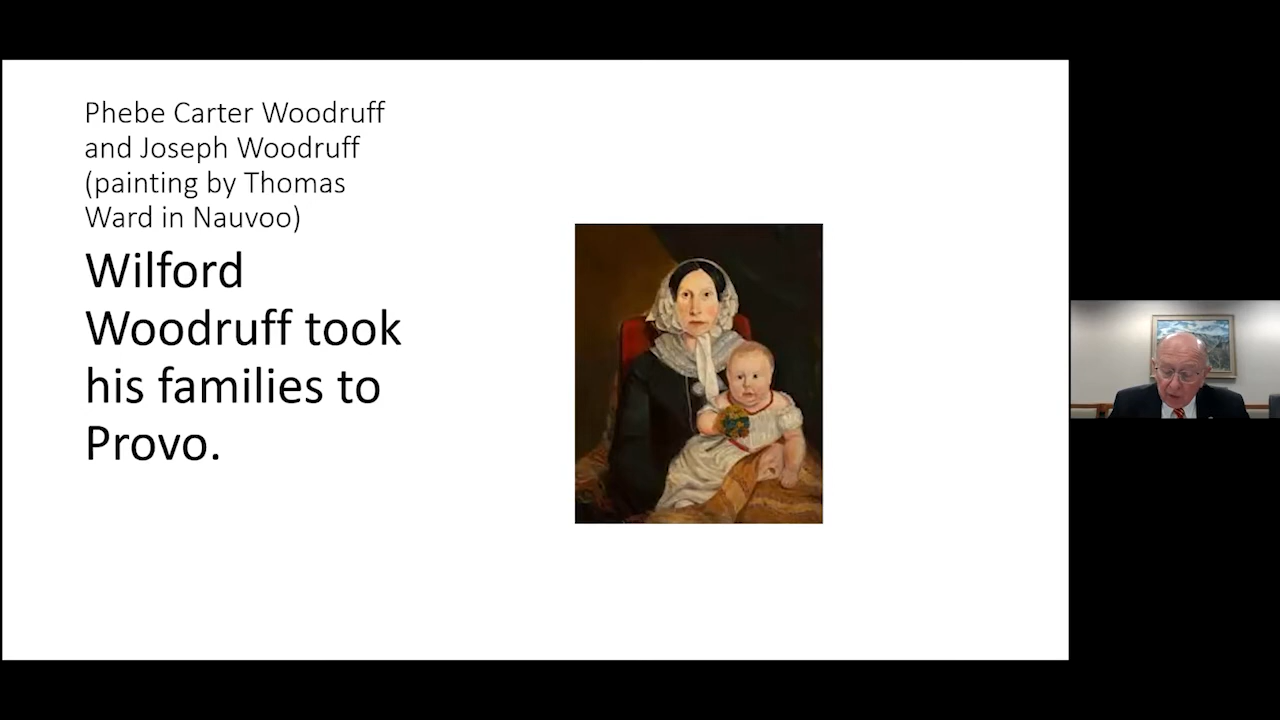 Phebe Carter Woodruff
and Joseph Woodruff
(painting by Thomas
Ward in Nauvoo)
Wilford
Woodruff took
his families to
Provo.